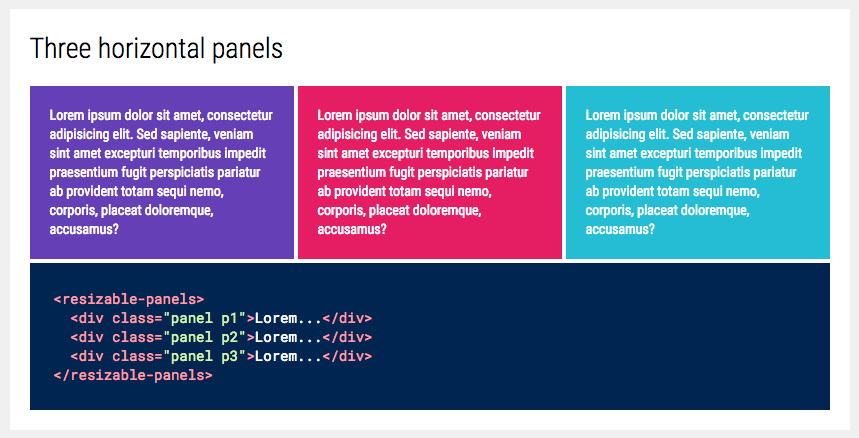 Three horizontal panels
Lorem ipsum dolor sit amet, consectetur
adipisicing elit. Sed sapiente, veniam
sint amet excepturi temporibus impedit
praesentium fugit perspiciatis pariatur
ab provident totam sequi nemo,
corporis, placeat doloremque,
accusamus?
Lorem ipsum dolor sit amet, consectetur
adipisicing elit. Sed sapiente, veniam
sint amet excepturi temporibus impedit
praesentium fugit perspiciatis pariatur
ab provident totam sequi nemo,
corporis, placeat doloremque,
accusamus?
Lorem ipsum dolor sit amet, consectetur
adipisicing elit. Sed sapiente, veniam
sint amet excepturi temporibus impedit
praesentium fugit perspiciatis pariatur
ab provident totam sequi nemo,
corporis, placeat doloremque,
accusamus?
<resizable-panels>
  <div class="panel p1">Lorem...</div>
  <div class="panel p2">Lorem...</div>
  <div class="panel p3">Lorem...</div>
</resizable-panels>